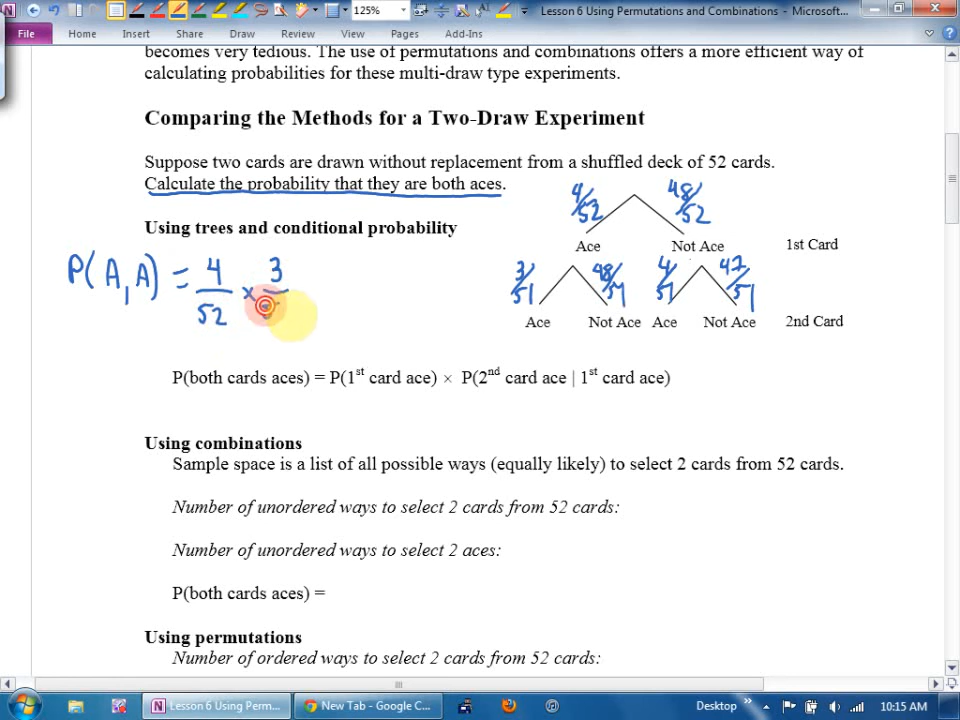 125%
Lesson 6 Using Permutations and Combinations - Microsoft...
File Home Insert Share Draw Review View Pages Add-Ins
becomes very tedious. The use of permutations and combinations offers a more efficient way of
calculating probabilities for these multi-draw type experiments.
Comparing the Methods for a Two-Draw Experiment
Suppose two cards are drawn without replacement from a shuffled deck of 52 cards.
Calculate the probability that they are both aces.
4/52 48/52
Using trees and conditional probability
Ace Not Ace 1st Card
P(A,A) = 4/52 × 3/
3/51 48/51 4/51 47/51
Ace Not Ace Ace Not Ace 2nd Card
P(both cards aces) = P(1st card ace) × P(2nd card ace | 1st card ace)
Using combinations
Sample space is a list of all possible ways (equally likely) to select 2 cards from 52 cards.
Number of unordered ways to select 2 cards from 52 cards:
Number of unordered ways to select 2 aces:
P(both cards aces) =
Using permutations
Number of ordered ways to select 2 cards from 52 cards:
Lesson 6 Using Perm... New Tab - Google C... Desktop 10:15 AM